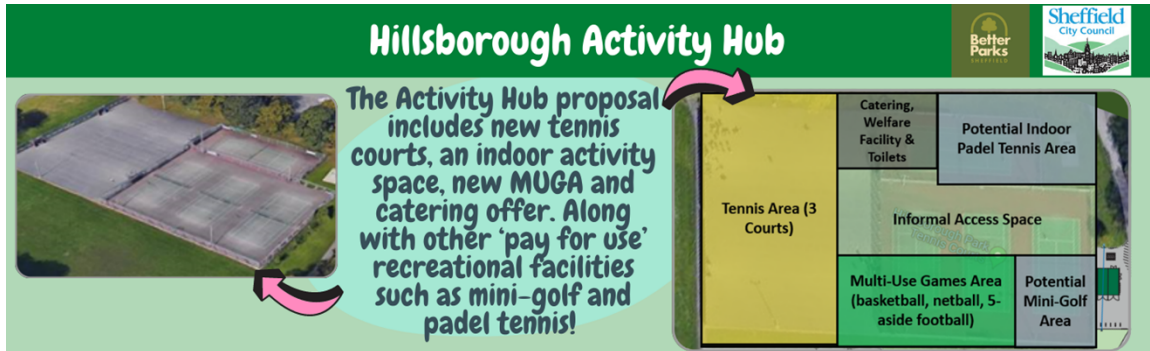 Hillsborough Activity Hub
Better
Parks
SHEFFIELD
Sheffield
City Council
The Activity Hub proposal
includes new tennis
courts, an indoor activity
space, new MUGA and
catering offer. Along
with other ‘pay for use’
recreational facilities
such as mini-golf and
padel tennis!
Tennis Area (3
Courts)
Catering,
Welfare
Facility &
Toilets
Potential Indoor
Padel Tennis Area
Informal Access Space
Multi-Use Games Area
(basketball, netball, 5-
aside football)
Potential
Mini-Golf
Area